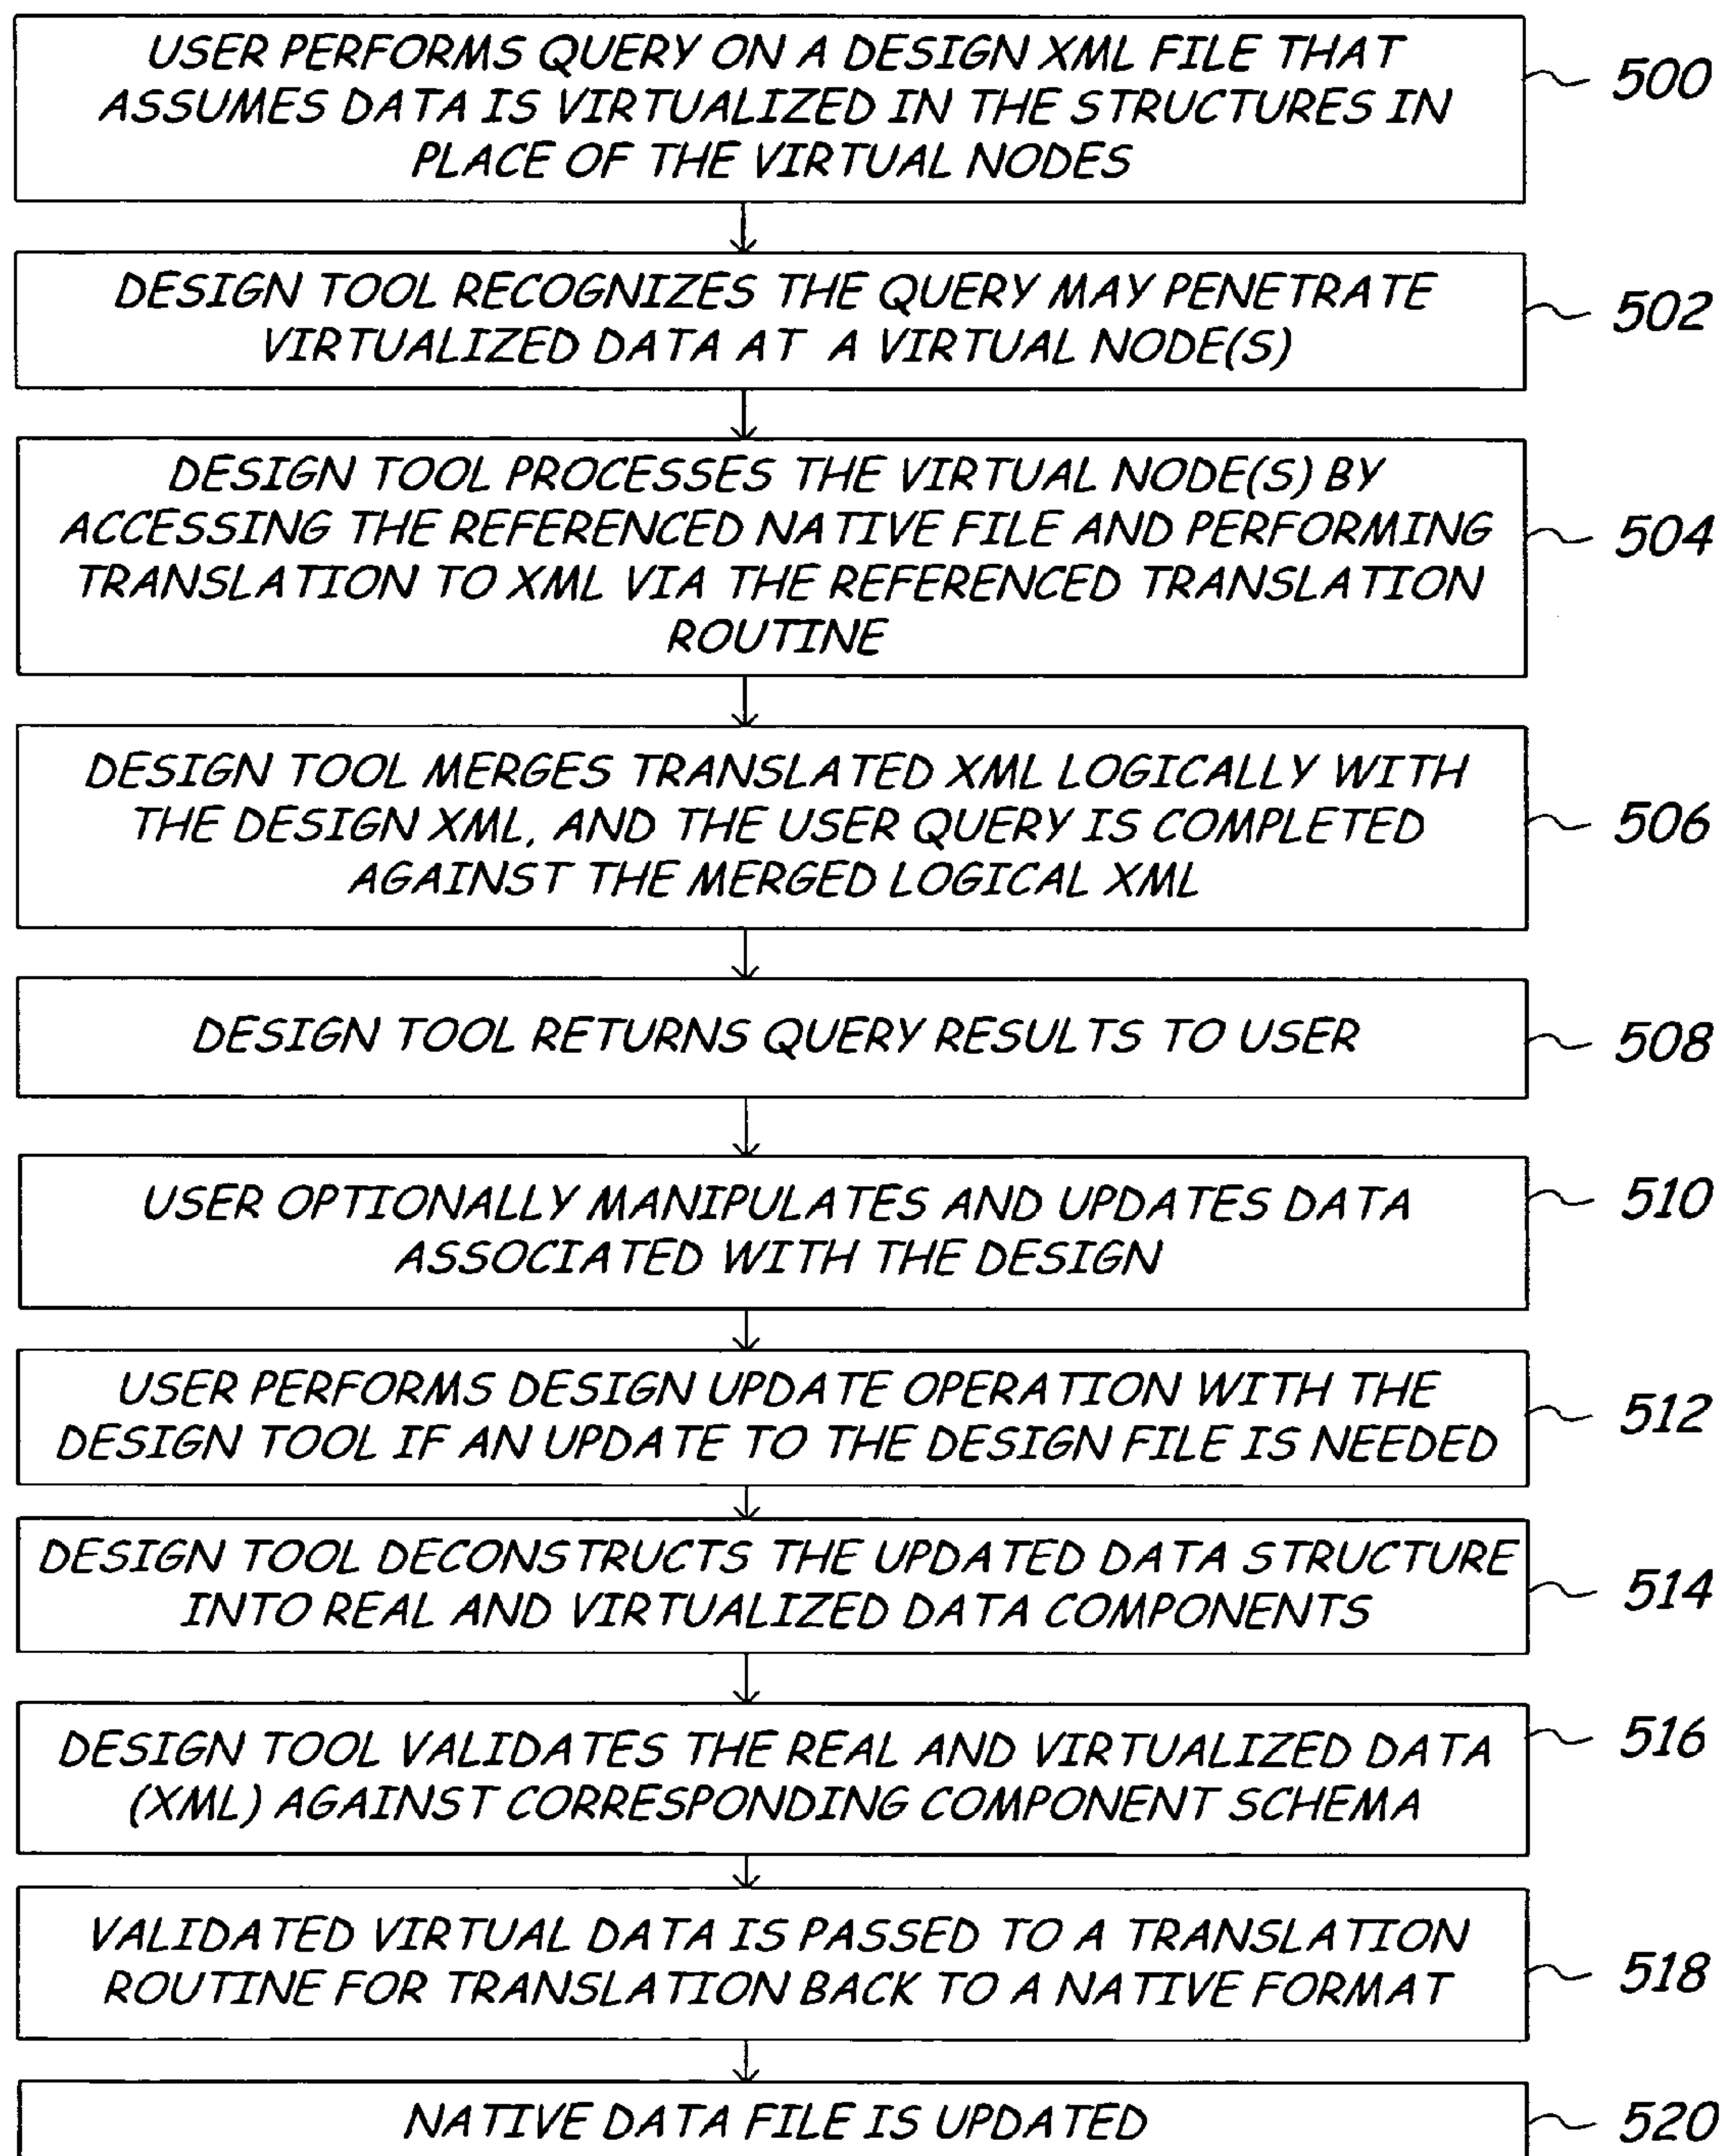 USER PERFORMS QUERY ON A DESIGN XML FILE THAT
ASSUMES DATA IS VIRTUALIZED IN THE STRUCTURES IN
PLACE OF THE VIRTUAL NODES
500
DESIGN TOOL RECOGNIZES THE QUERY MAY PENETRATE
VIRTUALIZED DATA AT A VIRTUAL NODE(S)
502
DESIGN TOOL PROCESSES THE VIRTUAL NODE(S) BY
ACCESSING THE REFERENCED NATIVE FILE AND PERFORMING
TRANSLATION TO XML VIA THE REFERENCED TRANSLATION
ROUTINE
504
DESIGN TOOL MERGES TRANSLATED XML LOGICALLY WITH
THE DESIGN XML, AND THE USER QUERY IS COMPLETED
AGAINST THE MERGED LOGICAL XML
506
DESIGN TOOL RETURNS QUERY RESULTS TO USER
508
USER OPTIONALLY MANIPULATES AND UPDATES DATA
ASSOCIATED WITH THE DESIGN
510
USER PERFORMS DESIGN UPDATE OPERATION WITH THE
DESIGN TOOL IF AN UPDATE TO THE DESIGN FILE IS NEEDED
512
DESIGN TOOL DECONSTRUCTS THE UPDATED DATA STRUCTURE
INTO REAL AND VIRTUALIZED DATA COMPONENTS
514
DESIGN TOOL VALIDATES THE REAL AND VIRTUALIZED DATA
(XML) AGAINST CORRESPONDING COMPONENT SCHEMA
516
VALIDATED VIRTUAL DATA IS PASSED TO A TRANSLATION
ROUTINE FOR TRANSLATION BACK TO A NATIVE FORMAT
518
NATIVE DATA FILE IS UPDATED
520